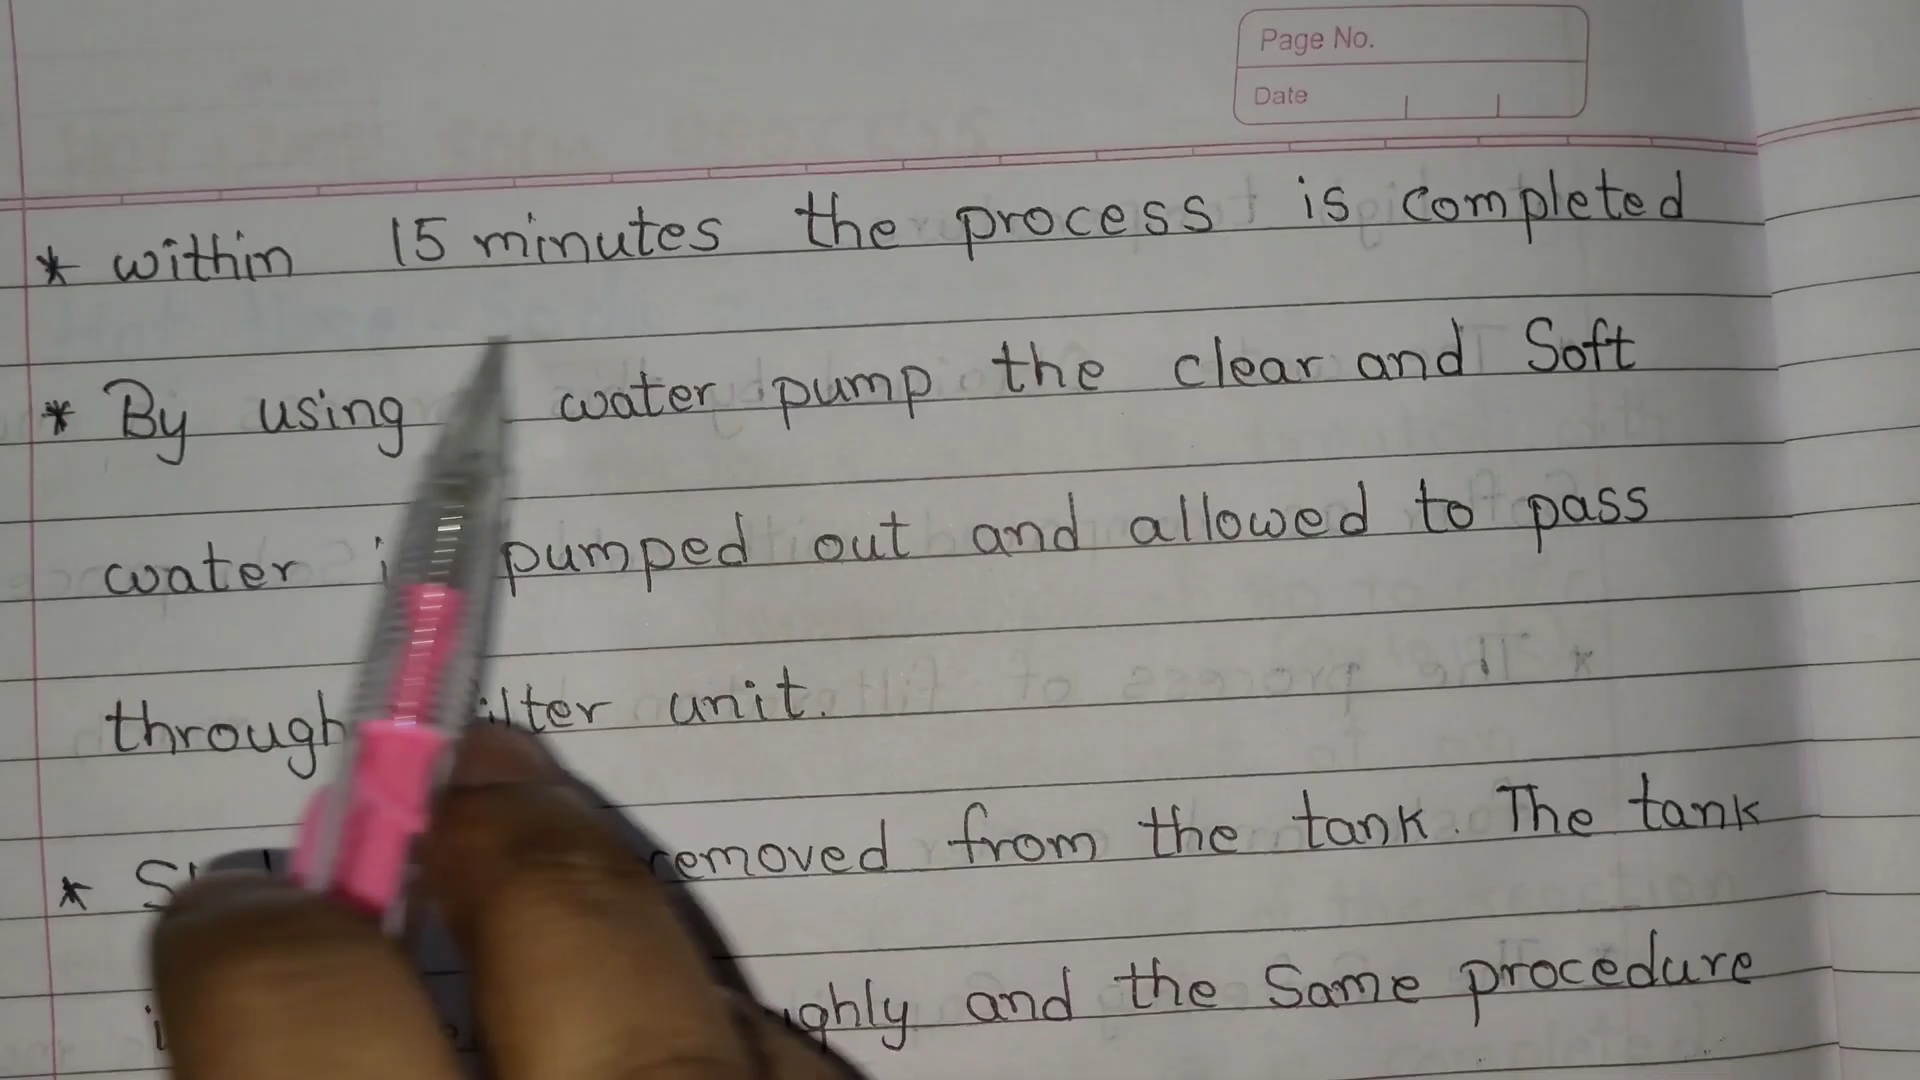 Page No.
Date
* within 15 minutes the process is completed
* By using water pump the clear and Soft
water pumped out and allowed to pass
through unit.
* removed from the tank. The tank
and the Same procedure